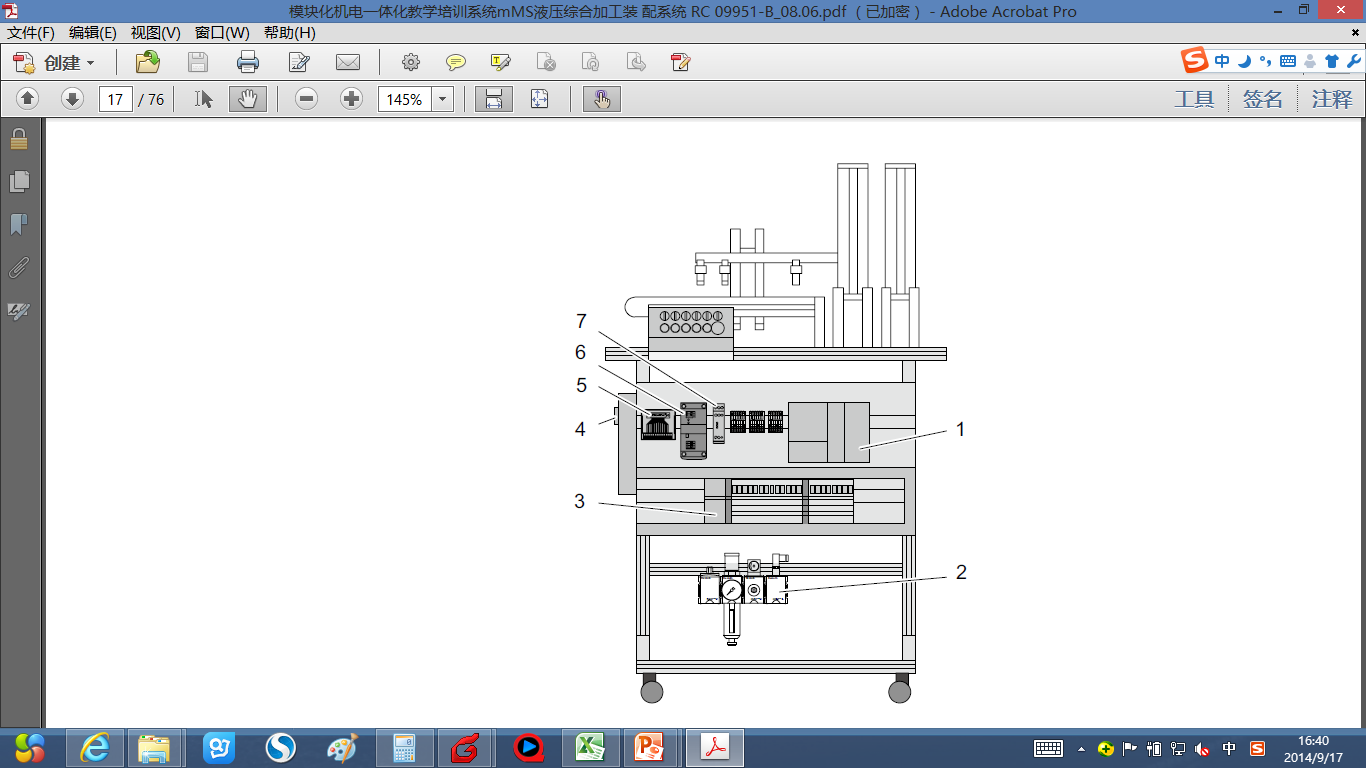 模块化机电一体化教学培训系统mMS液压综合加工装 配系统 RC 09951-B_08.06.pdf （已加密） - Adobe Acrobat Pro
文件(F) 编辑(E) 视图(V) 窗口(W) 帮助(H)
创建
中
17 / 76
145%
工具 签名 注释
7
6
5
4
1
3
2
中
16:40
2014/9/17